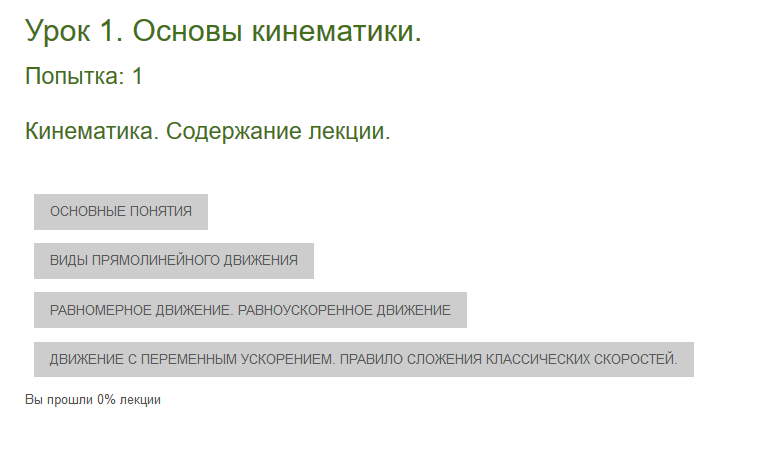 Урок 1. Основы кинематики.
Попытка: 1
Кинематика. Содержание лекции.
ОСНОВНЫЕ ПОНЯТИЯ
ВИДЫ ПРЯМОЛИНЕЙНОГО ДВИЖЕНИЯ
РАВНОМЕРНОЕ ДВИЖЕНИЕ. РАВНОУСКОРЕННОЕ ДВИЖЕНИЕ
ДВИЖЕНИЕ С ПЕРЕМЕННЫМ УСКОРЕНИЕМ. ПРАВИЛО СЛОЖЕНИЯ КЛАССИЧЕСКИХ СКОРОСТЕЙ.
Вы прошли 0% лекции